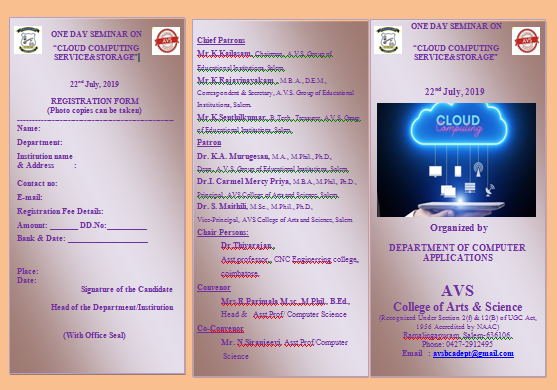 ONE DAY SEMINAR ON
“CLOUD COMPUTING
SERVICE&STORAGE”
22nd July, 2019
REGISTRATION FORM
(Photo copies can be taken)
Name:
Department:
Institution name
& Address :
Contact no:
E-mail:
Registration Fee Details:
Amount: ______ DD.No:_________
Bank & Date: __________________
Place:
Date:
Signature of the Candidate
Head of the Department/Institution
(With Office Seal)
Chief Patrons
Mr.K.Kailasam, Chairman, A.V.S. Group of
Educational Institutions, Salem.
Mr.K.Rajavinayakam, , M.B.A., D.E.M.,
Correspondent & Secretary, A.V.S. Group of Educational
Institutions, Salem.
Mr.K.Senthilkumar, B.Tech., Treasurer, A.V.S. Group
of Educational Institutions, Salem.
Patron
Dr. K.A. Murugesan, M.A., M.Phil., Ph.D.,
Dean, A.V.S. Group of Educational Institutions, Salem.
Dr.I. Carmel Mercy Priya, M.B.A., M.Phil, Ph.D.,
Principal, AVS College of Arts and Science, Salem.
Dr. S. Maithili, M.Sc., M.Phil., Ph.D.,
Vice-Principal, AVS College of Arts and Science, Salem
Chair Persons:
Dr.Thiyarajan.,
Asst.professor., CNC Engineering college,
coimbatore.
Convenor
Mrs.R.Parimala M.sc.,M.Phil., B.Ed.,
Head & Asst.Prof/ Computer Science
Co-Convenor
Mr. N.Siranjeevi, Asst.Prof/Computer
Science
ONE DAY SEMINAR ON
“CLOUD COMPUTING
SERVICE&STORAGE”
22nd July, 2019
CLOUD
Computing
Organized by
DEPARTMENT OF COMPUTER
APPLICATIONS
AVS
College of Arts & Science
(Recognized Under Section 2(f) & 12(B) of UGC Act,
1956 Accredited by NAAC)
Ramalingapuram, Salem-636106.
Phone: 0427-2912495
Email : avsbcadept@gmail.com